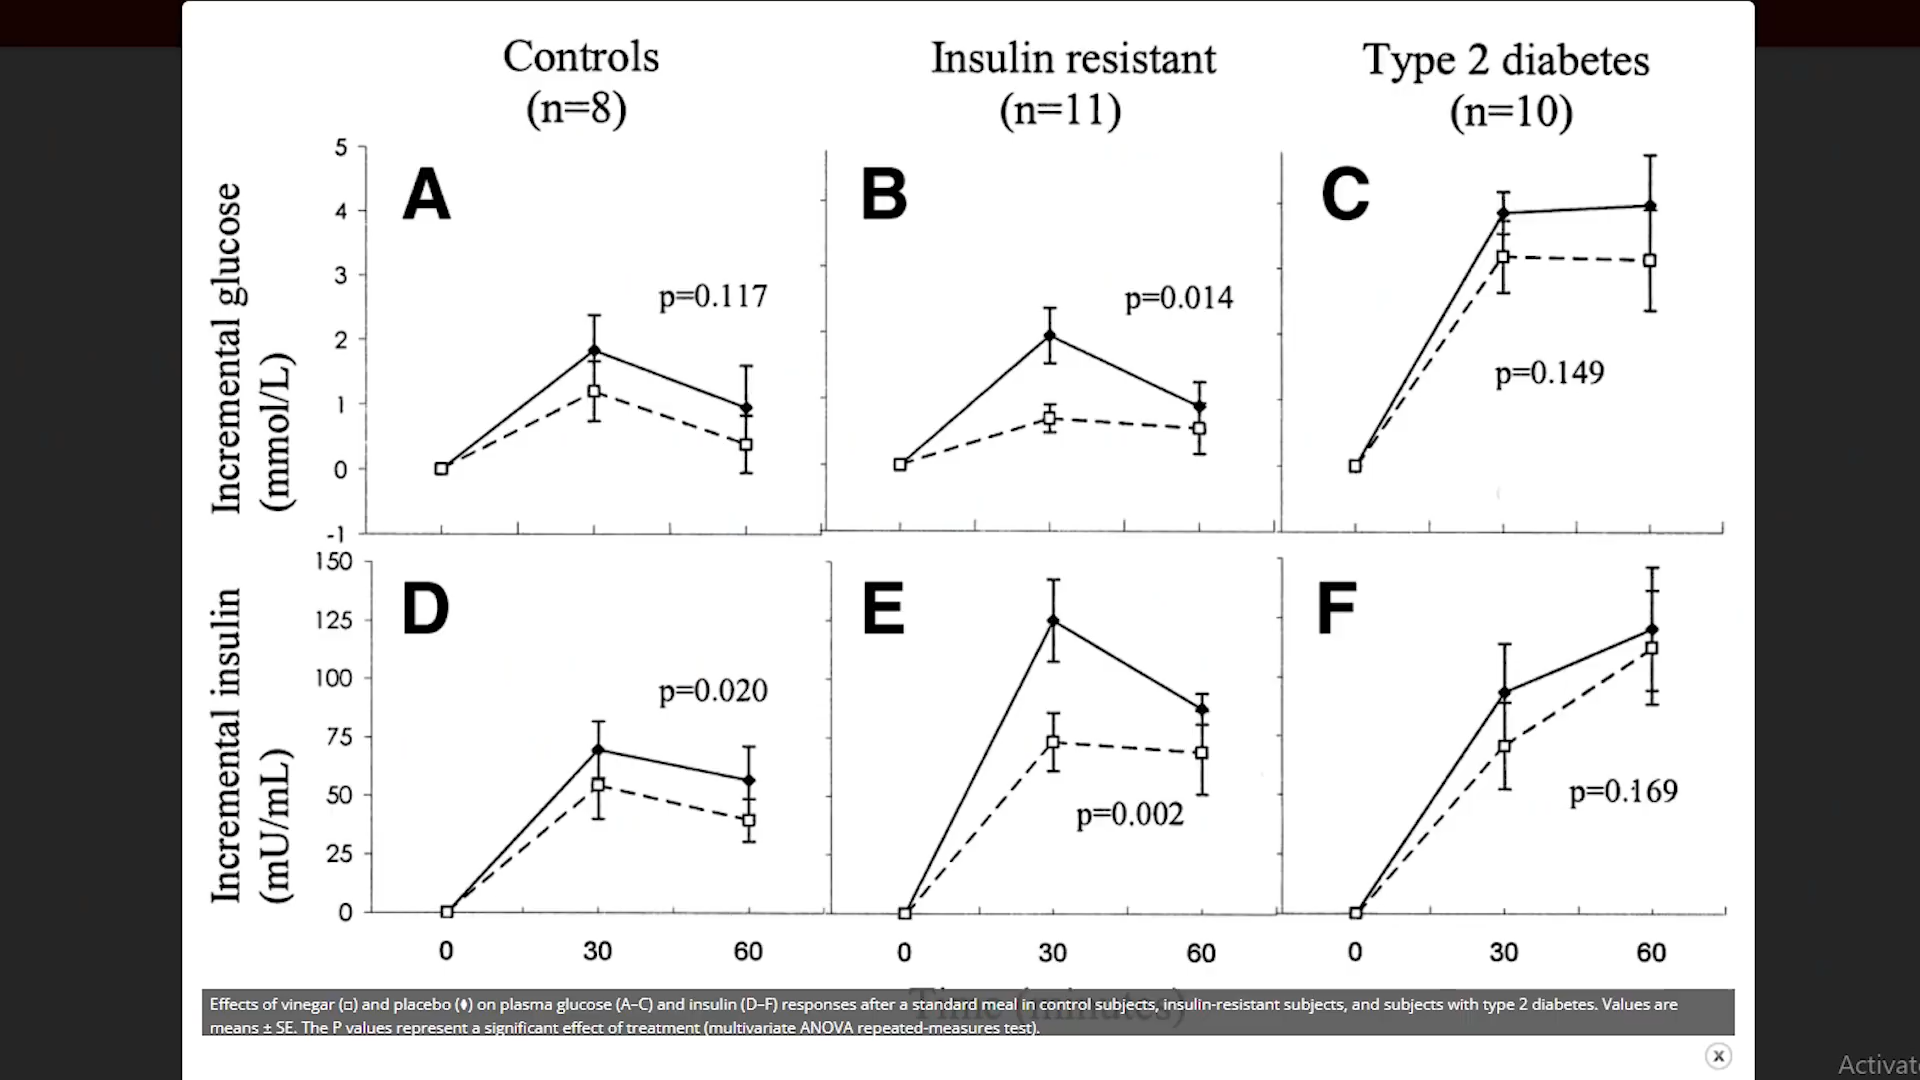 Controls
(n=8)
Insulin resistant
(n=11)
Type 2 diabetes
(n=10)
Incremental glucose
(mmol/L)
5
4
3
2
1
0
-1
A
p=0.117
B
p=0.014
C
p=0.149
Incremental insulin
(mUU/mL)
150
125
100
75
50
25
0
D
p=0.020
E
p=0.002
F
p=0.169
0 30 60
0 30 60
0 30 60
Time (minutes)
Effects of vinegar (□) and placebo (♦) on plasma glucose (A–C) and insulin (D–F) responses after a standard meal in control subjects, insulin-resistant subjects, and subjects with type 2 diabetes. Values are
means ± SE. The P values represent a significant effect of treatment (multivariate ANOVA repeated-measures test).
x
Activat